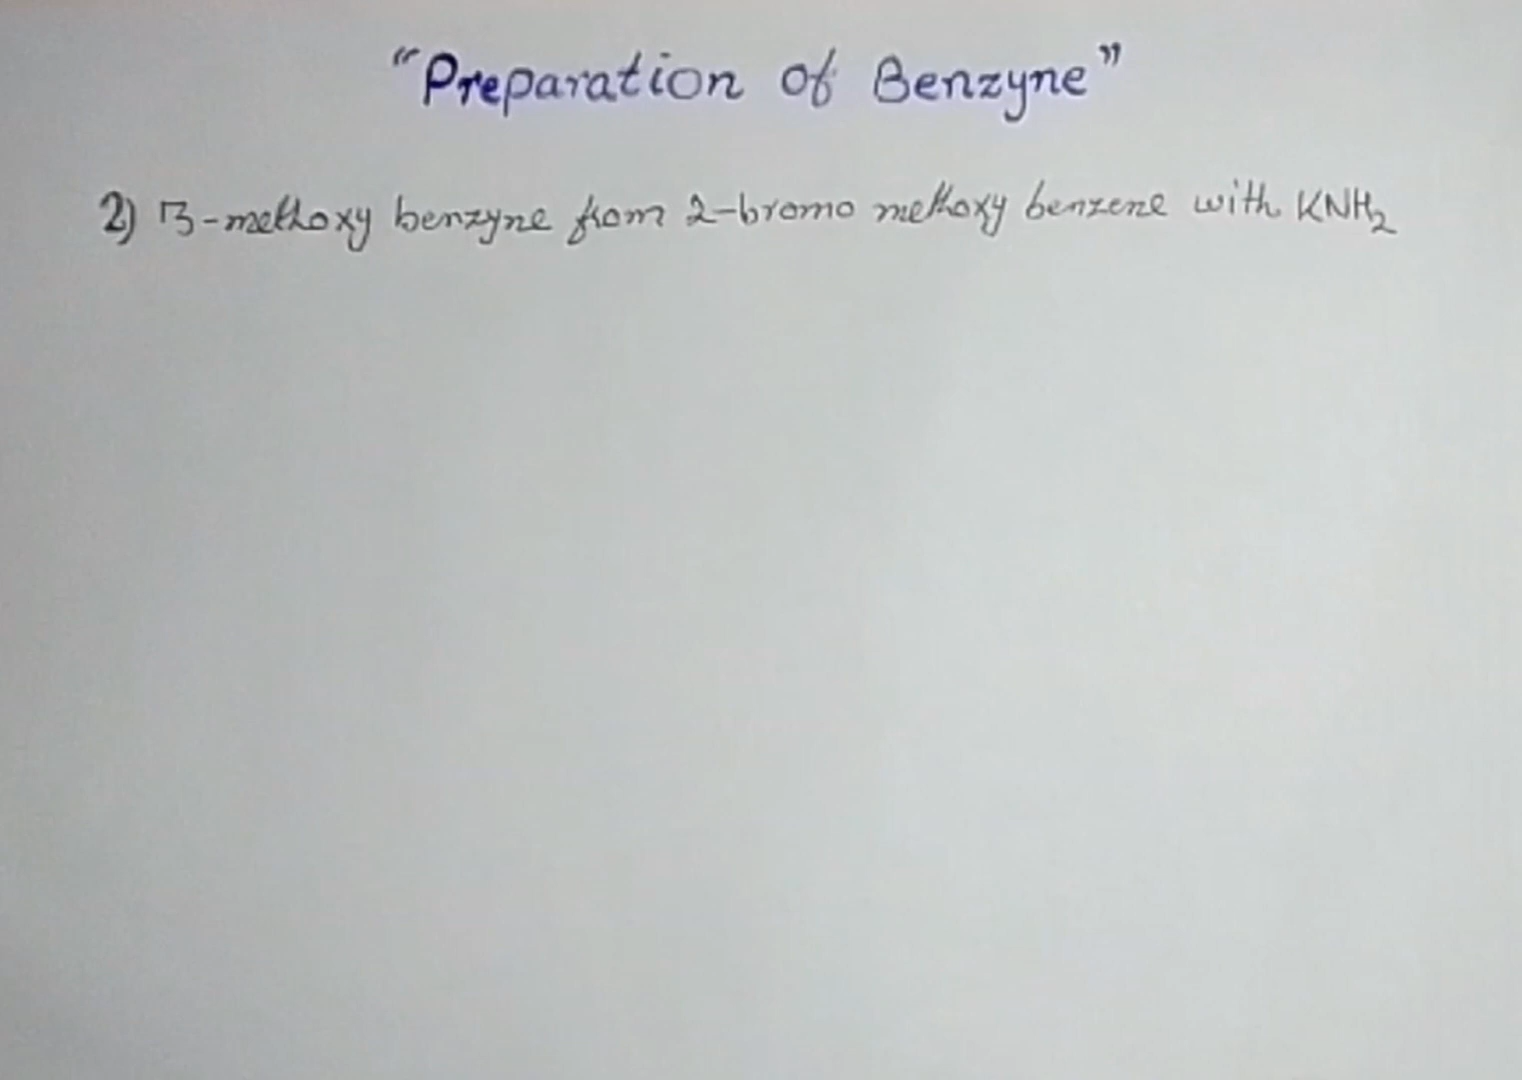 "Preparation of Benzyne"
2) 3-methoxy benzyne from 2-bromo methoxy benzene with KNH₂